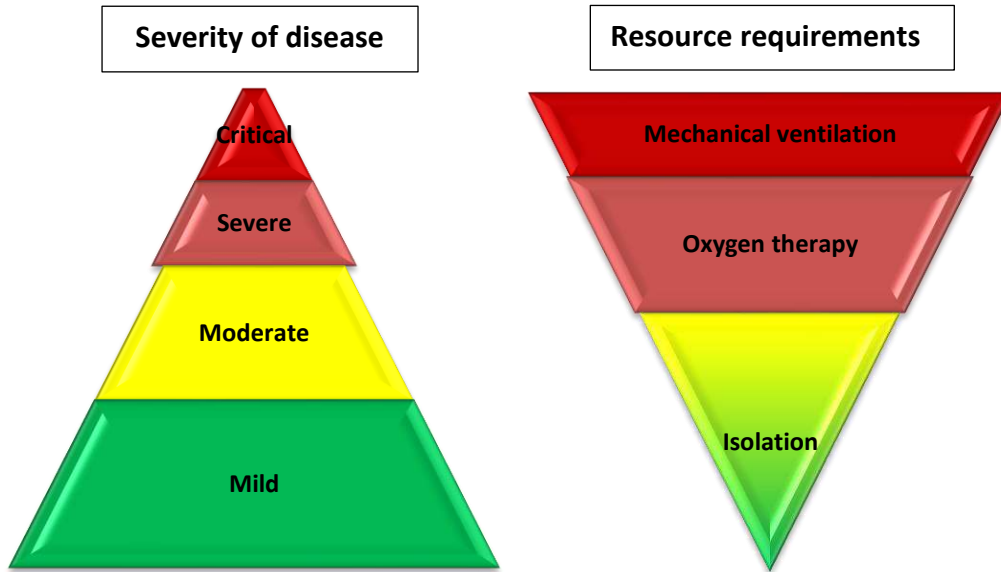 Severity of disease
Critical
Severe
Moderate
Mild
Resource requirements
Mechanical ventilation
Oxygen therapy
Isolation